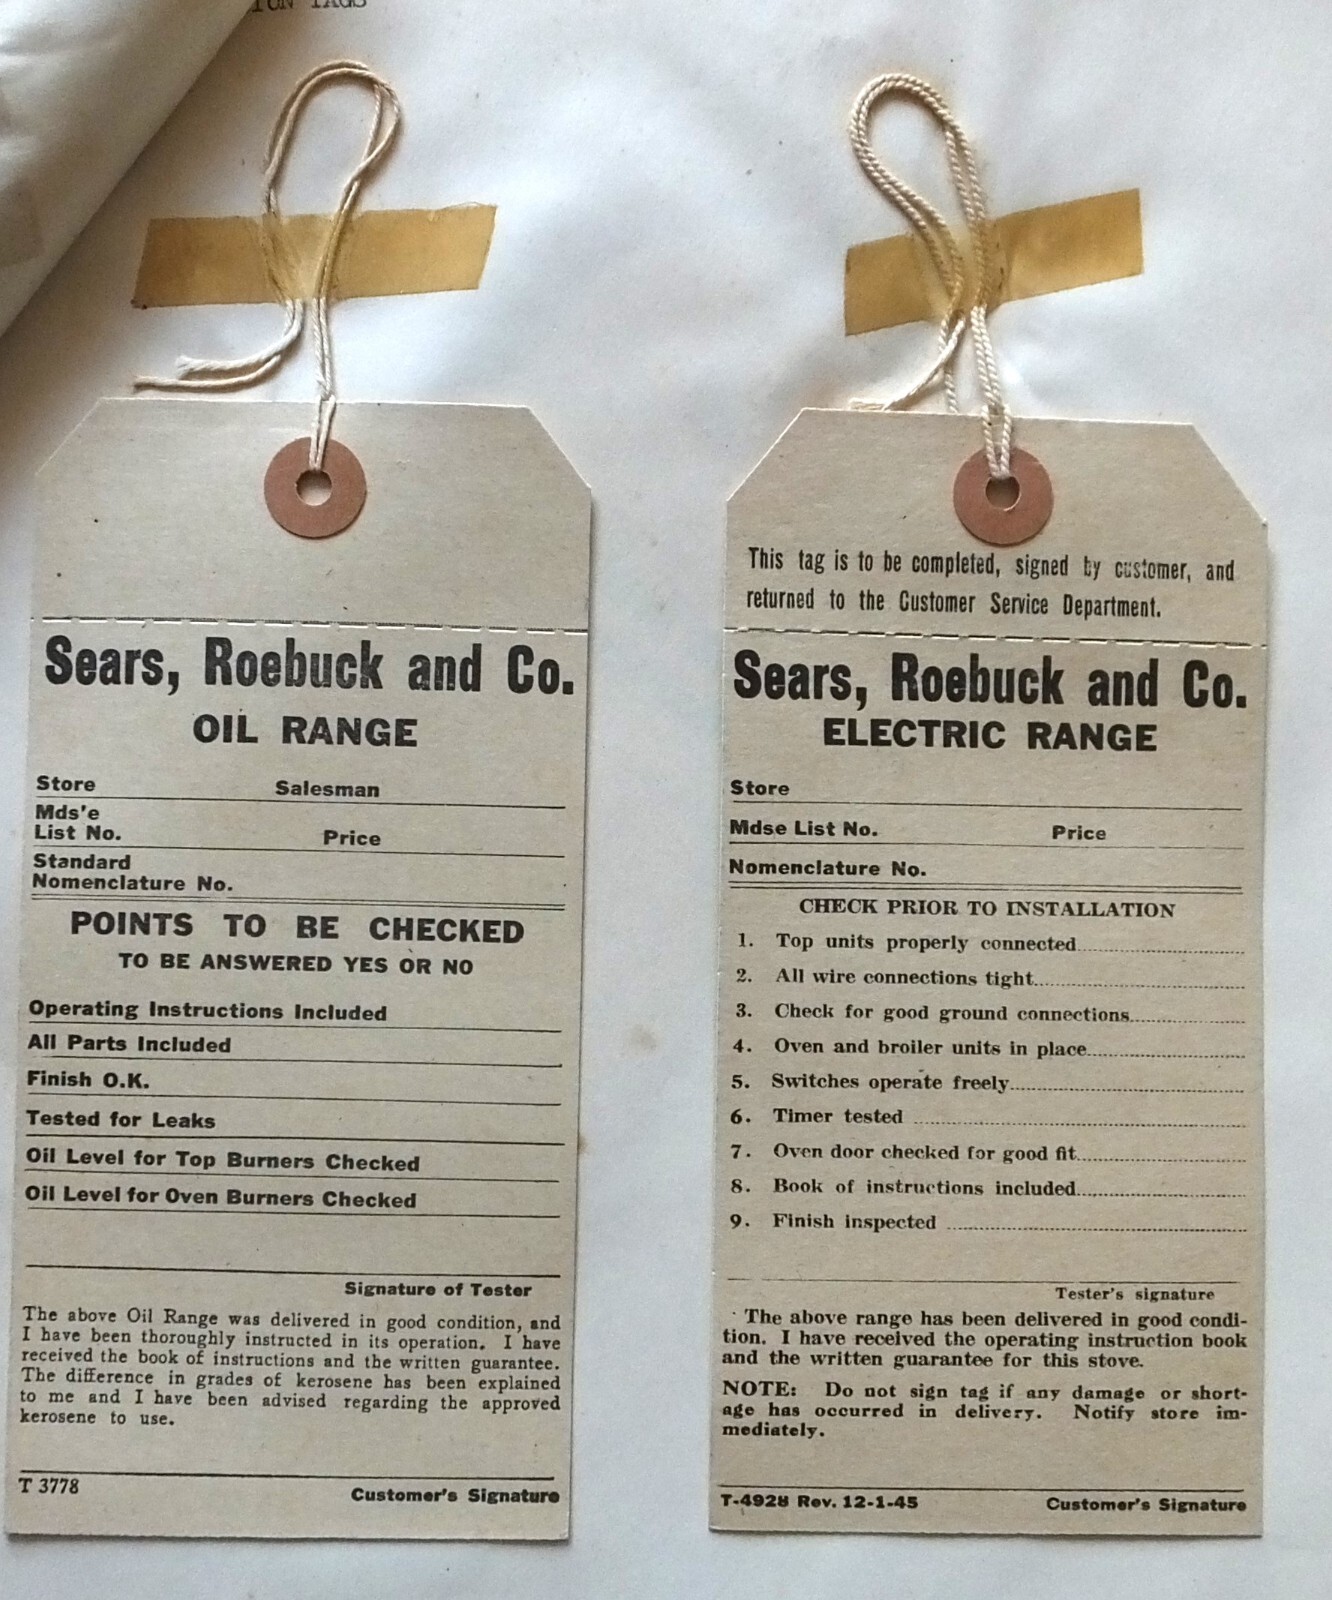 TAGS
Sears, Roebuck and Co.
OIL RANGE
Store Salesman
Mds'e
List No. Price
Standard
Nomenclature No.
POINTS TO BE CHECKED
TO BE ANSWERED YES OR NO
Operating Instructions Included
All Parts Included
Finish O.K.
Tested for Leaks
Oil Level for Top Burners Checked
Oil Level for Oven Burners Checked
Signature of Tester
The above Oil Range was delivered in good condition, and
I have been thoroughly instructed in its operation. I have
received the book of instructions and the written guarantee.
The difference in grades of kerosene has been explained
to me and I have been advised regarding the approved
kerosene to use.
T 3778 Customer's Signature
This tag is to be completed, signed by customer, and
returned to the Customer Service Department.
Sears, Roebuck and Co.
ELECTRIC RANGE
Store
Mdse List No. Price
Nomenclature No.
CHECK PRIOR TO INSTALLATION
1. Top units properly connected
2. All wire connections tight
3. Check for good ground connections
4. Oven and broiler units in place
5. Switches operate freely
6. Timer tested
7. Oven door checked for good fit
8. Book of instructions included
9. Finish inspected
Tester's signature
The above range has been delivered in good condi-
tion. I have received the operating instruction book
and the written guarantee for this stove.
NOTE: Do not sign tag if any damage or short-
age has occurred in delivery. Notify store im-
mediately.
T-4928 Rev. 12-1-45 Customer's Signature